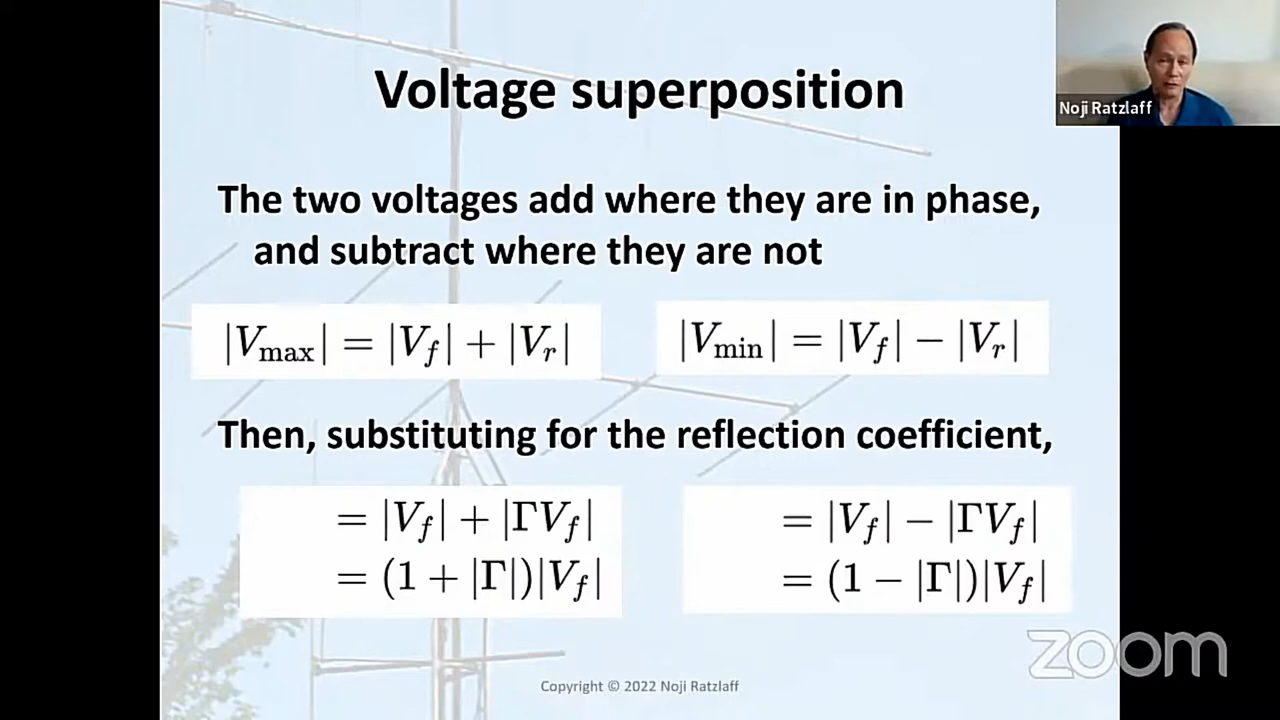 Voltage superposition
Noji Ratzlaff
The two voltages add where they are in phase,
and subtract where they are not
|V_max| = |V_f| + |V_r|
|V_min| = |V_f| − |V_r|
Then, substituting for the reflection coefficient,
= |V_f| + |ΓV_f|
= (1 + |Γ|)|V_f|
= |V_f| − |ΓV_f|
= (1 − |Γ|)|V_f|
zoom
Copyright © 2022 Noji Ratzlaff